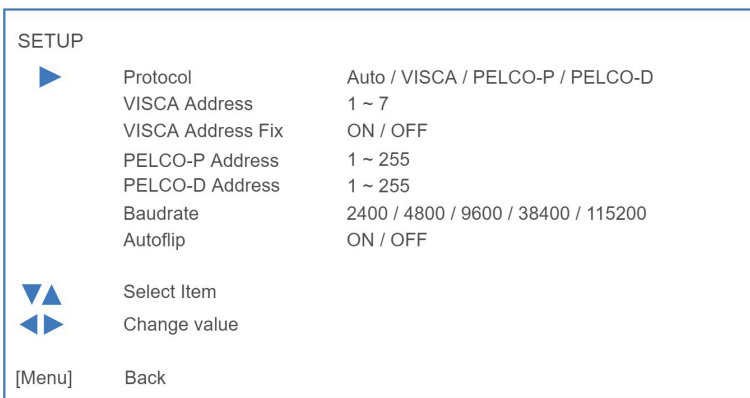 SETUP
Protocol Auto / VISCA / PELCO-P / PELCO-D
VISCA Address 1 ~ 7
VISCA Address Fix ON / OFF
PELCO-P Address 1 ~ 255
PELCO-D Address 1 ~ 255
Baudrate 2400 / 4800 / 9600 / 38400 / 115200
Autoflip ON / OFF
Select Item
Change value
[Menu] Back